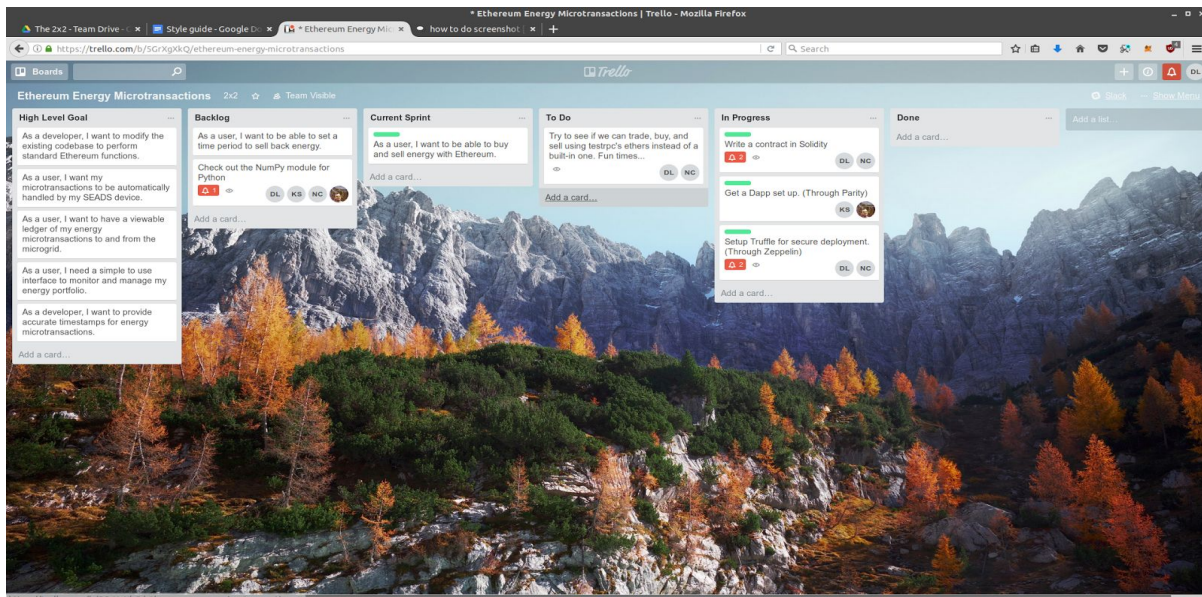 * Ethereum Energy Microtransactions | Trello - Mozilla Firefox
The 2x2 - Team Drive - G
Style guide - Google Do
* Ethereum Energy Mic
how to do screenshot
https://trello.com/b/SGrXgXkQ/ethereum-energy-microtransactions
Search
Boards
Trello
DL
Ethereum Energy Microtransactions
2x2
Team Visible
Slack
Show Menu
High Level Goal
As a developer, I want to modify the
existing codebase to perform
standard Ethereum functions.
As a user, I want my
microtransactions to be automatically
handled by my SEADS device.
As a user, I want to have a viewable
ledger of my energy
microtransactions to and from the
microgrid.
As a user, I need a simple to use
interface to monitor and manage my
energy portfolio.
As a developer, I want to provide
accurate timestamps for energy
microtransactions.
Add a card...
Backlog
As a user, I want to be able to set a
time period to sell back energy.
Check out the NumPy module for
Python
1
DL KS NC
Add a card...
Current Sprint
As a user, I want to be able to buy
and sell energy with Ethereum.
Add a card...
To Do
Try to see if we can trade, buy, and
sell using testrpc's ethers instead of a
built-in one. Fun times...
DL NC
Add a card...
In Progress
Write a contract in Solidity
2
DL NC
Get a Dapp set up. (Through Parity)
KS
Setup Truffle for secure deployment.
(Through Zeppelin)
2
DL NC
Add a card...
Done
Add a card...
Add a list...